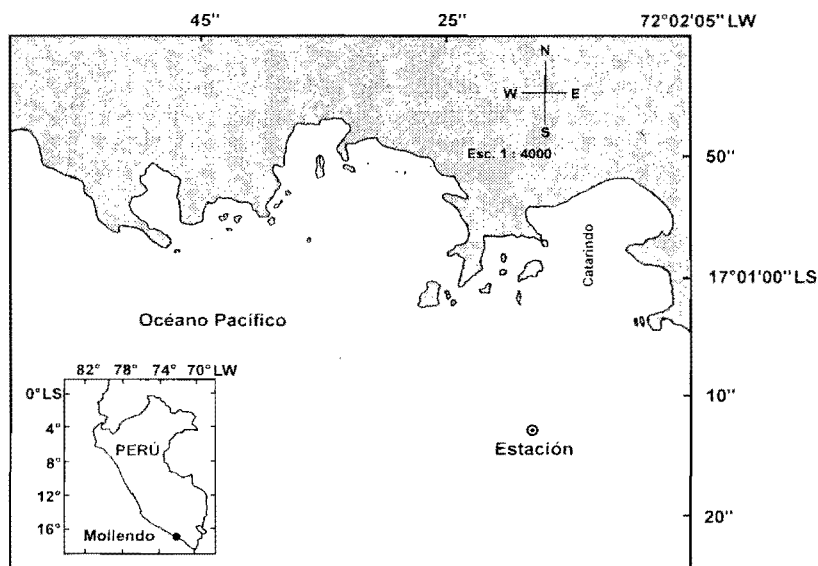 45'' 25'' 72°02'05'' LW
N
W E
S
Esc. 1 : 4000
50''
Catarindo
17°01'00'' LS
Océano Pacífico
82° 78° 74° 70° LW
0° LS
4°
PERÚ
8°
12°
16°
Mollendo
10''
Estación
20''